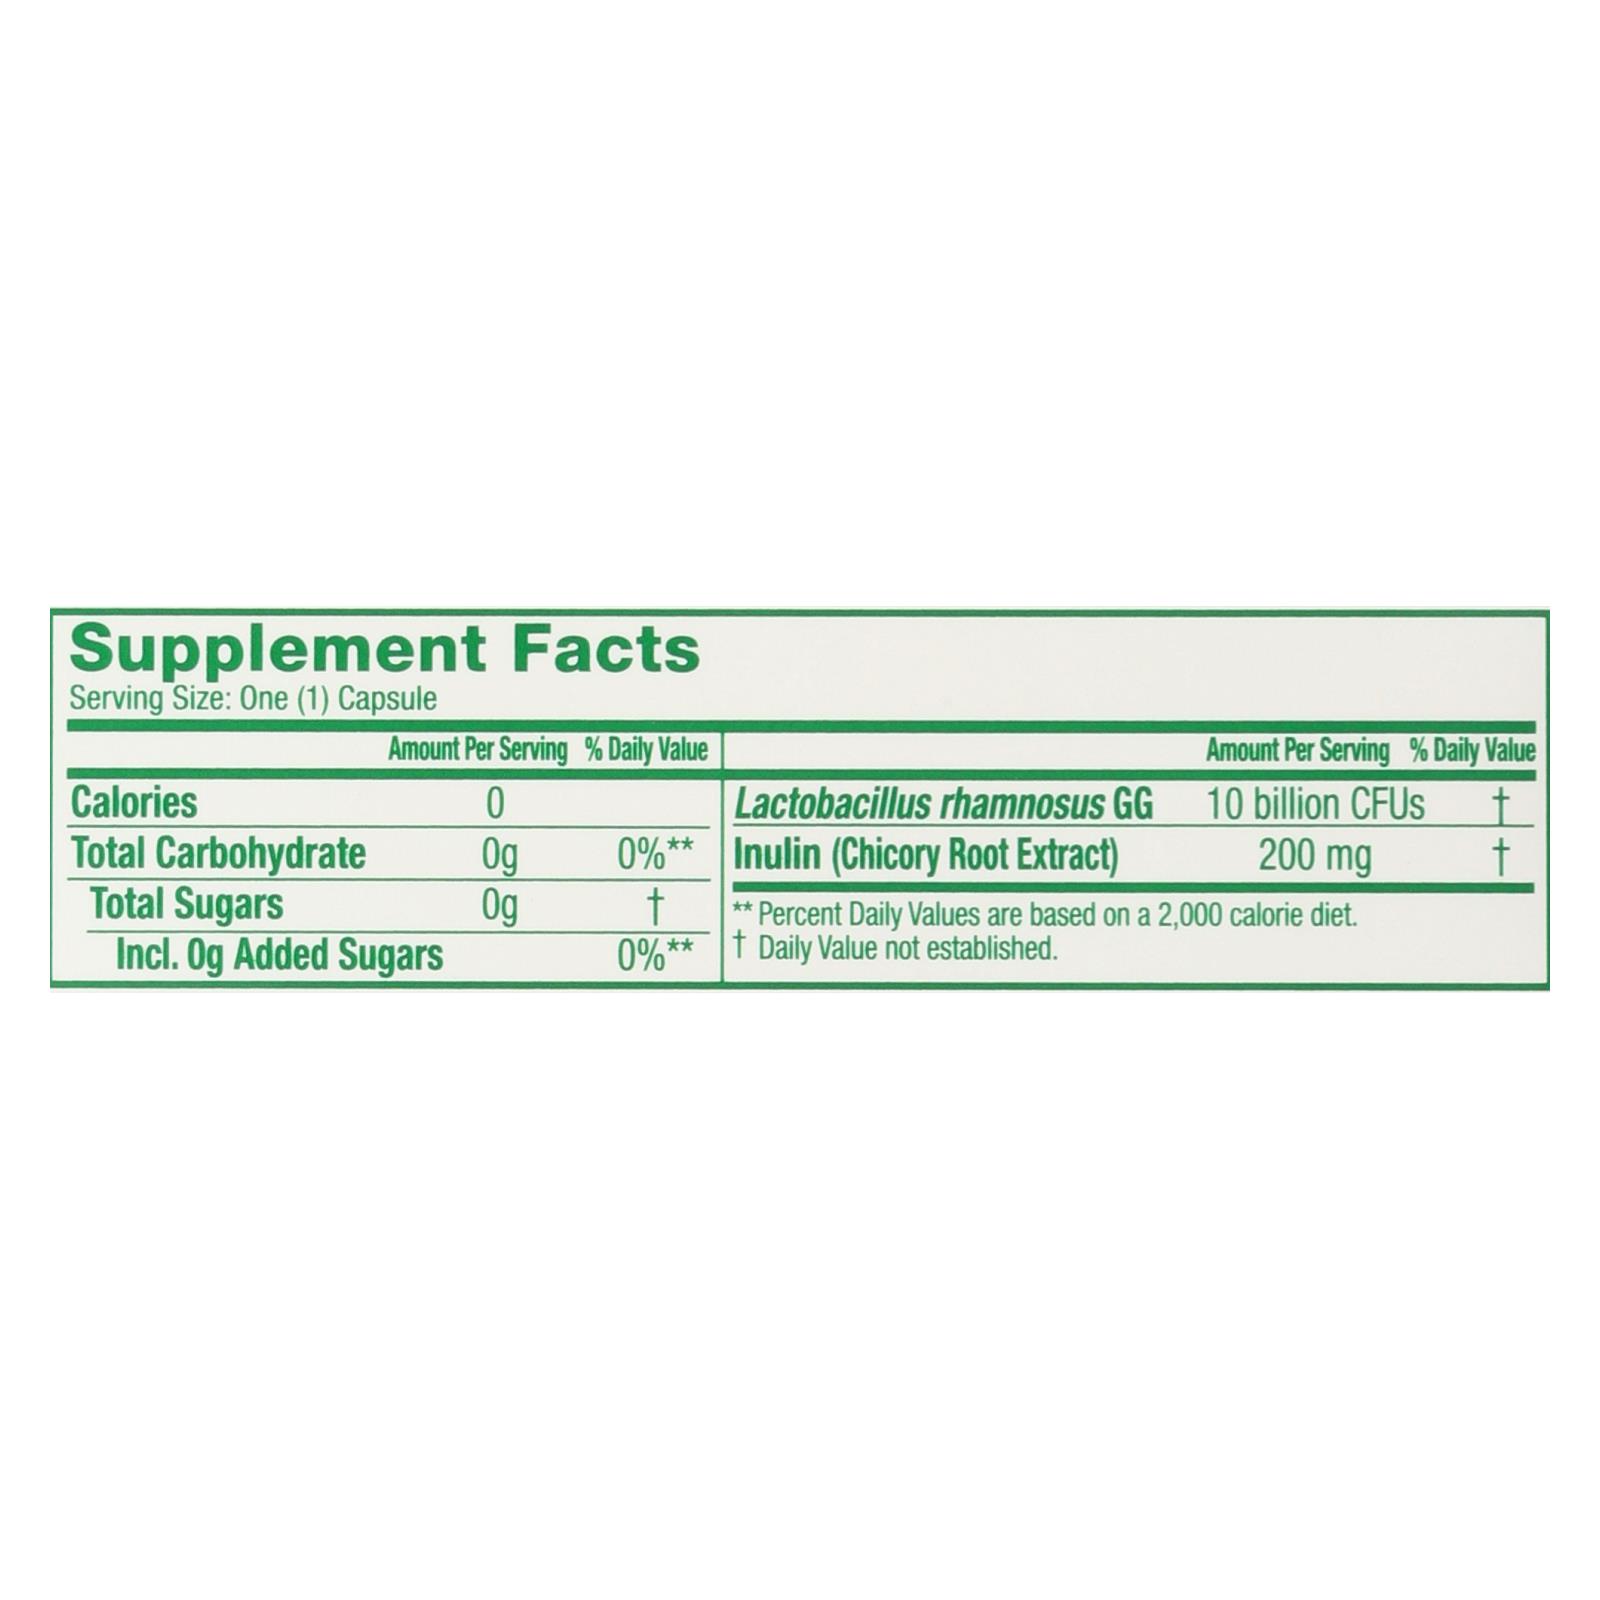 Supplement Facts
Serving Size: One (1) Capsule
Amount Per Serving % Daily Value
Calories 0
Total Carbohydrate 0g 0%**
Total Sugars 0g †
Incl. 0g Added Sugars 0%**
Amount Per Serving % Daily Value
Lactobacillus rhamnosus GG 10 billion CFUs †
Inulin (Chicory Root Extract) 200 mg †
** Percent Daily Values are based on a 2,000 calorie diet.
† Daily Value not established.